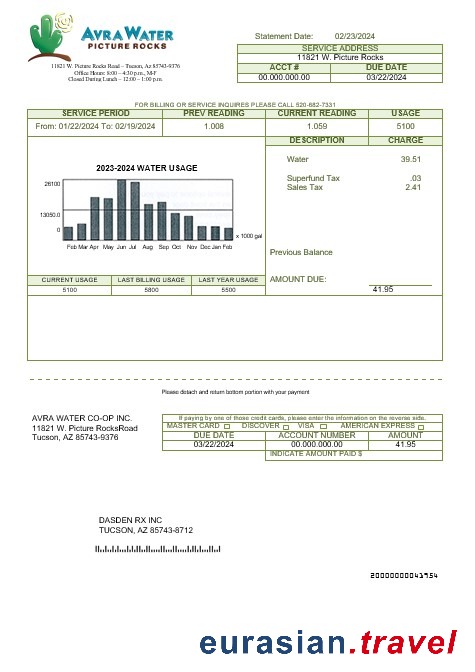 AVRA WATER
PICTURE ROCKS
11821 W. Picture Rocks Road – Tucson, AZ 85743-9376
Office Hours: 8:00 – 4:30 p.m., M-F
Closed During Lunch – 12:00 – 1:00 p.m.
Statement Date: 02/23/2024
SERVICE ADDRESS
11821 W. Picture Rocks
ACCT # DUE DATE
00.000.000.00 03/22/2024
FOR BILLING OR SERVICE INQUIRES PLEASE CALL 520-682-7331
SERVICE PERIOD PREV READING CURRENT READING USAGE
From: 01/22/2024 To: 02/19/2024 1.008 1.059 5100
DESCRIPTION CHARGE
Water 39.51
Superfund Tax .03
Sales Tax 2.41
2023-2024 WATER USAGE
26100
13050.0
0
x 1000 gal
Feb Mar Apr May Jun Jul Aug Sep Oct Nov Dec Jan Feb
Previous Balance
AMOUNT DUE:
41.95
CURRENT USAGE LAST BILLING USAGE LAST YEAR USAGE
5100 5800 5500
Please detach and return bottom portion with your payment
AVRA WATER CO-OP INC.
11821 W. Picture RocksRoad
Tucson, AZ 85743-9376
If paying by one of those credit cards, please enter the information on the reverse side.
MASTER CARD DISCOVER VISA AMERICAN EXPRESS
DUE DATE ACCOUNT NUMBER AMOUNT
03/22/2024 00.000.000.00 41.95
INDICATE AMOUNT PAID $
DASDEN RX INC
TUCSON, AZ 85743-8712
20000000041954
eurasian.travel